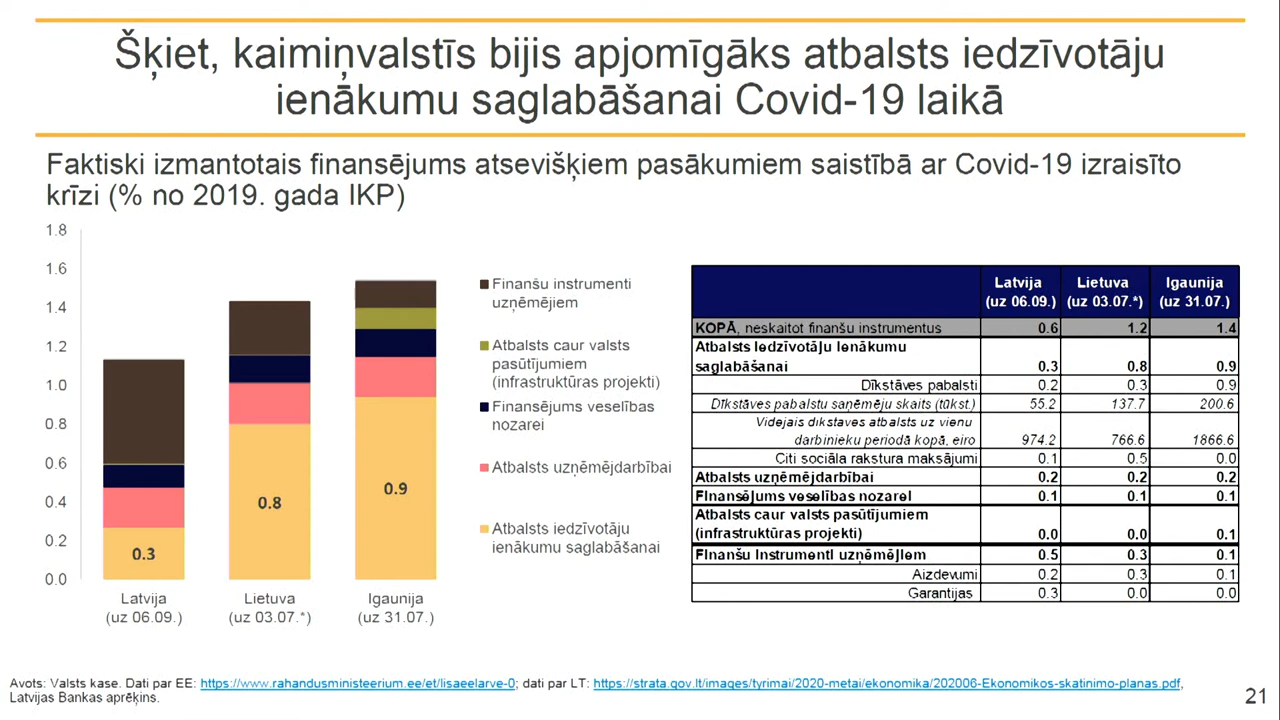 Šķiet, kaimiņvalstīs bijis apjomīgāks atbalsts iedzīvotāju
ienākumu saglabāšanai Covid-19 laikā
Faktiski izmantotais finansējums atsevišķiem pasākumiem saistībā ar Covid-19 izraisīto
krīzi (% no 2019. gada IKP)
1.8
1.6
1.4
1.2
1.0
0.8
0.6
0.4
0.2
0.0
0.3
0.8
0.9
Latvija
(uz 06.09.)
Lietuva
(uz 03.07.*)
Igaunija
(uz 31.07.)
Finanšu instrumenti
uzņēmējiem
Atbalsts caur valsts
pasūtījumiem
(infrastruktūras projekti)
Finansējums veselības
nozarei
Atbalsts uzņēmējdarbībai
Atbalsts iedzīvotāju
ienākumu saglabāšanai
Latvija Lietuva Igaunija
(uz 06.09.) (uz 03.07.*) (uz 31.07.)
KOPĀ, neskaitot finanšu instrumentus 0.6 1.2 1.4
Atbalsts iedzīvotāju ienākumu
saglabāšanai 0.3 0.8 0.9
Dīkstāves pabalsti 0.2 0.3 0.9
Dīkstāves pabalstu saņēmēju skaits (tūkst.) 55.2 137.7 200.6
Vidējais dīkstāves atbalsts uz vienu
darbinieku periodā kopā, eiro 974.2 766.6 1866.6
Citi sociāla rakstura maksājumi 0.1 0.5 0.0
Atbalsts uzņēmējdarbībai 0.2 0.2 0.2
Finansējums veselības nozarei 0.1 0.1 0.1
Atbalsts caur valsts pasūtījumiem
(infrastruktūras projekti) 0.0 0.0 0.1
Finanšu instrumenti uzņēmējiem 0.5 0.3 0.1
Aizdevumi 0.2 0.3 0.1
Garantijas 0.3 0.0 0.0
Avots: Valsts kase. Dati par EE: https://www.rahandusministeerium.ee/et/lisaeelarve-0; dati par LT: https://strata.gov.lt/images/tyrimai/2020-metai/ekonomika/202006-Ekonomikos-skatinimo-planas.pdf,
Latvijas Bankas aprēķins.
21